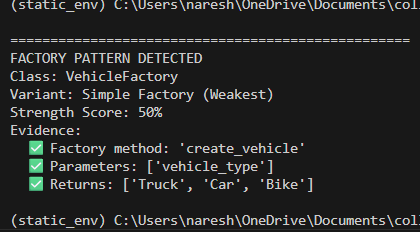 (static_env) C:\Users\naresh\OneDrive\Documents\col
==================================================
FACTORY PATTERN DETECTED
Class: VehicleFactory
Variant: Simple Factory (Weakest)
Strength Score: 50%
Evidence:
✅ Factory method: 'create_vehicle'
✅ Parameters: ['vehicle_type']
✅ Returns: ['Truck', 'Car', 'Bike']
(static_env) C:\Users\naresh\OneDrive\Documents\col